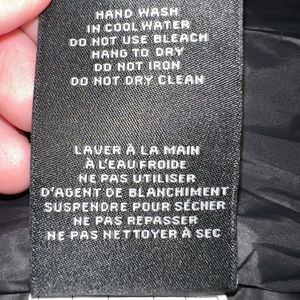 HAND WASH
IN COOL WATER
DO NOT USE BLEACH
HANG TO DRY
DO NOT IRON
DO NOT DRY CLEAN
LAVER À LA MAIN
À L'EAU FROIDE
NE PAS UTILISER
D'AGENT DE BLANCHIMENT
SUSPENDRE POUR SÉCHER
NE PAS REPASSER
NE PAS NETTOYER À SEC